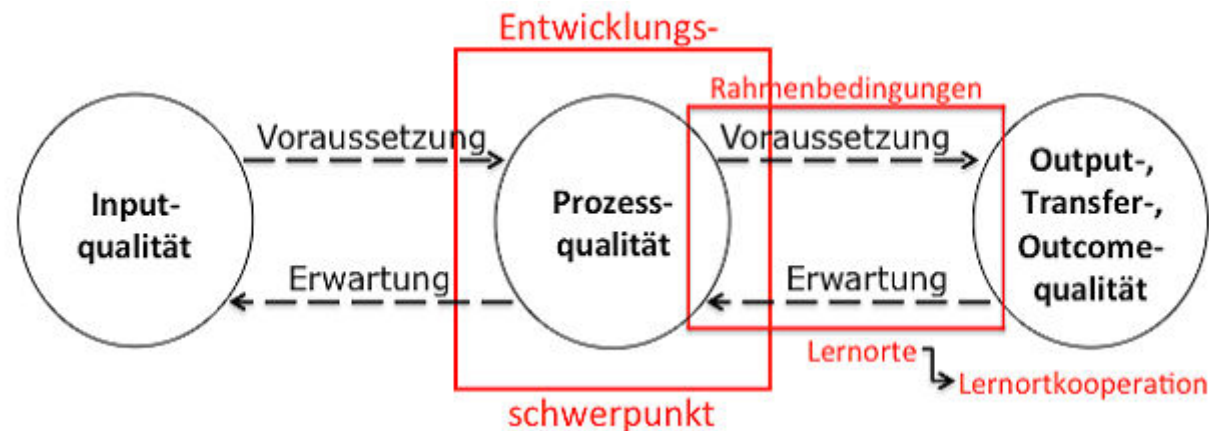 Entwicklungs-
Rahmenbedingungen
Voraussetzung
Voraussetzung
Input-
qualität
Prozess-
qualität
Output-,
Transfer-,
Outcome-
qualität
Erwartung
Erwartung
Lernorte
Lernortkooperation
schwerpunkt